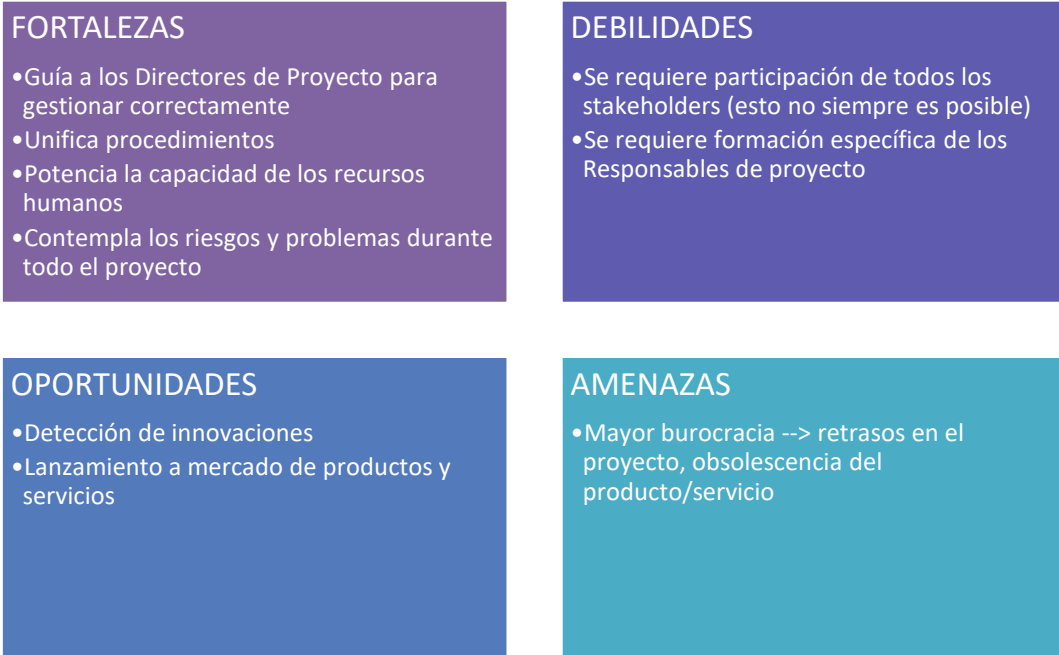 FORTALEZAS
•Guía a los Directores de Proyecto para
gestionar correctamente
•Unifica procedimientos
•Potencia la capacidad de los recursos
humanos
•Contempla los riesgos y problemas durante
todo el proyecto
DEBILIDADES
•Se requiere participación de todos los
stakeholders (esto no siempre es posible)
•Se requiere formación específica de los
Responsables de proyecto
OPORTUNIDADES
•Detección de innovaciones
•Lanzamiento a mercado de productos y
servicios
AMENAZAS
•Mayor burocracia --> retrasos en el
proyecto, obsolescencia del
producto/servicio